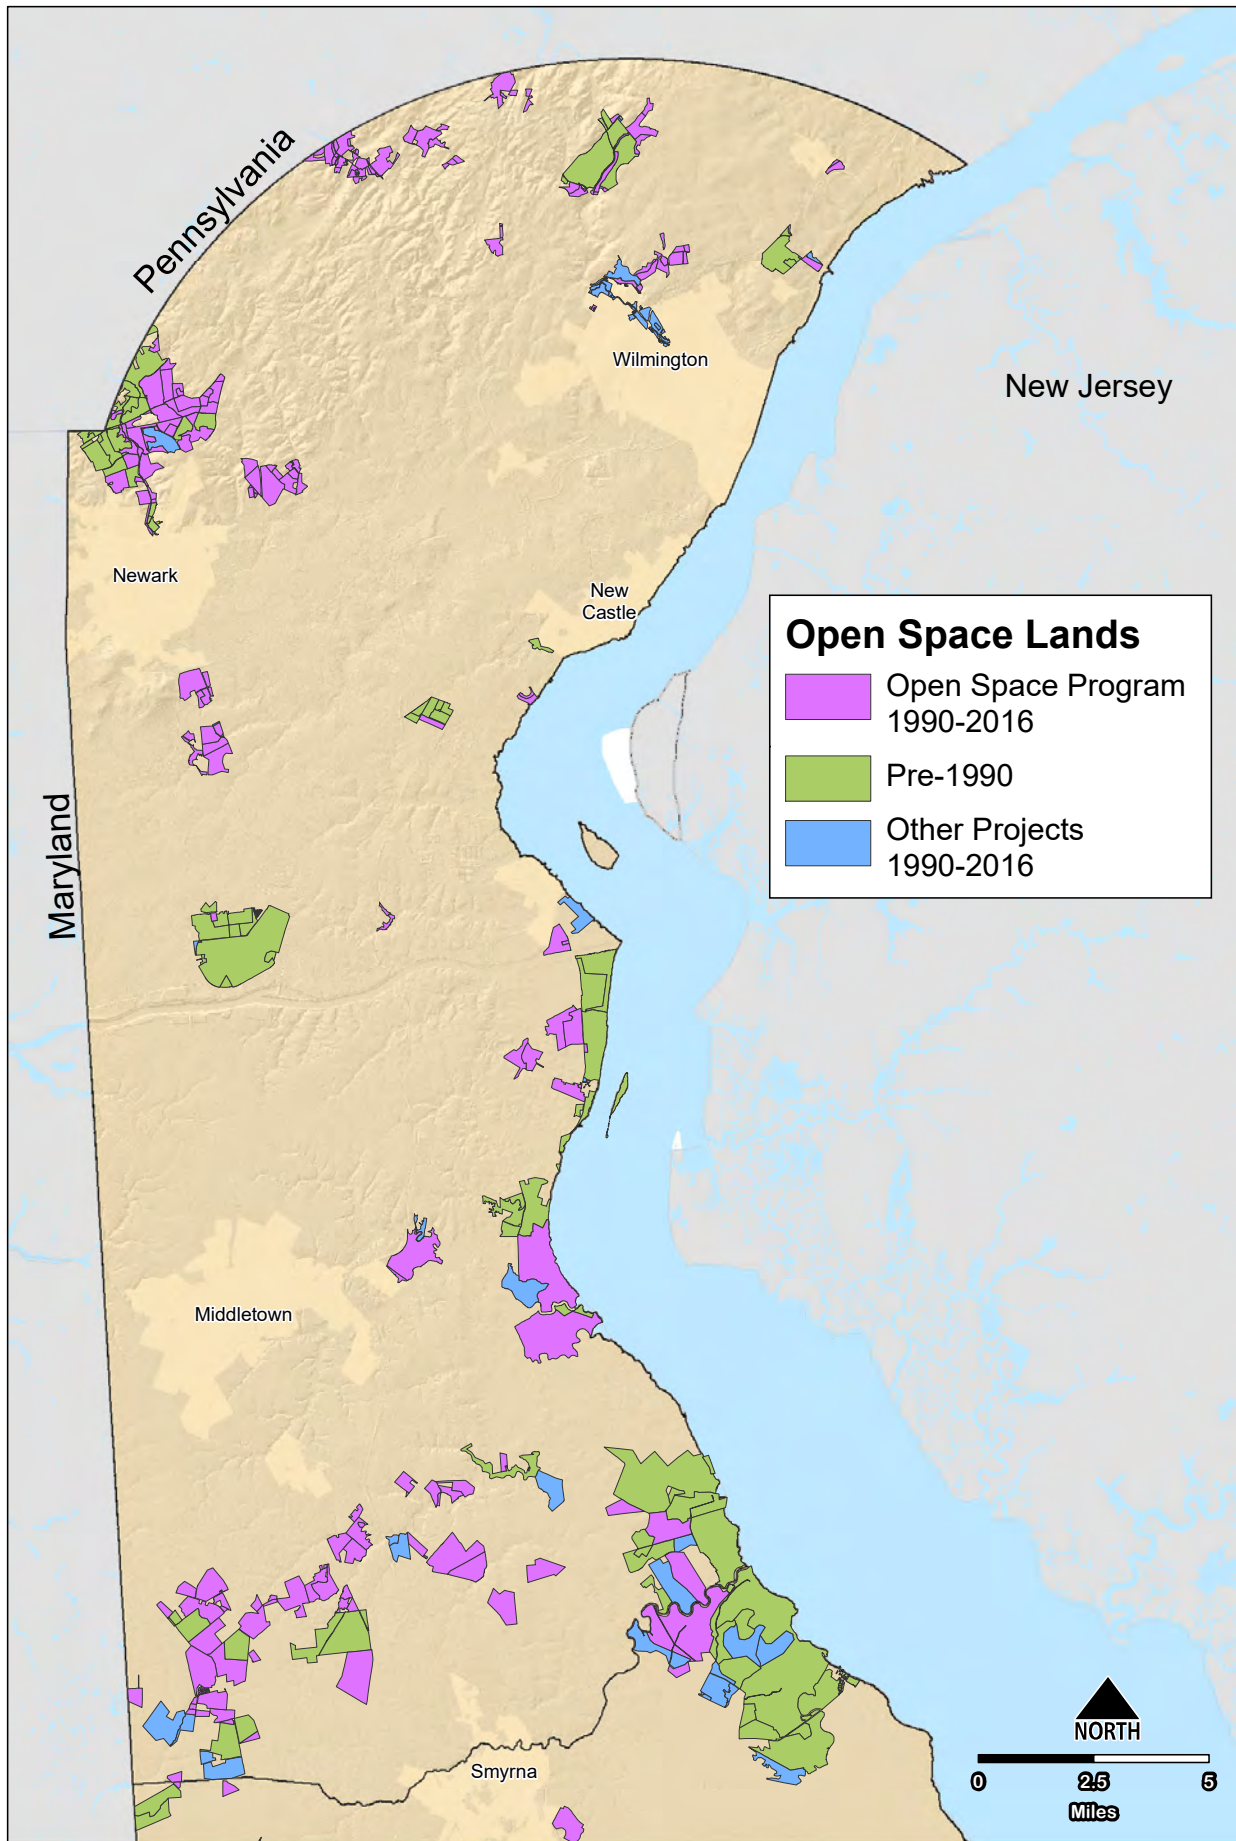 Pennsylvania
Wilmington
New Jersey
Newark
New
Castle
Open Space Lands
Open Space Program
1990-2016
Pre-1990
Other Projects
1990-2016
Maryland
Middletown
Smyrna
NORTH
0 2.5 5
Miles